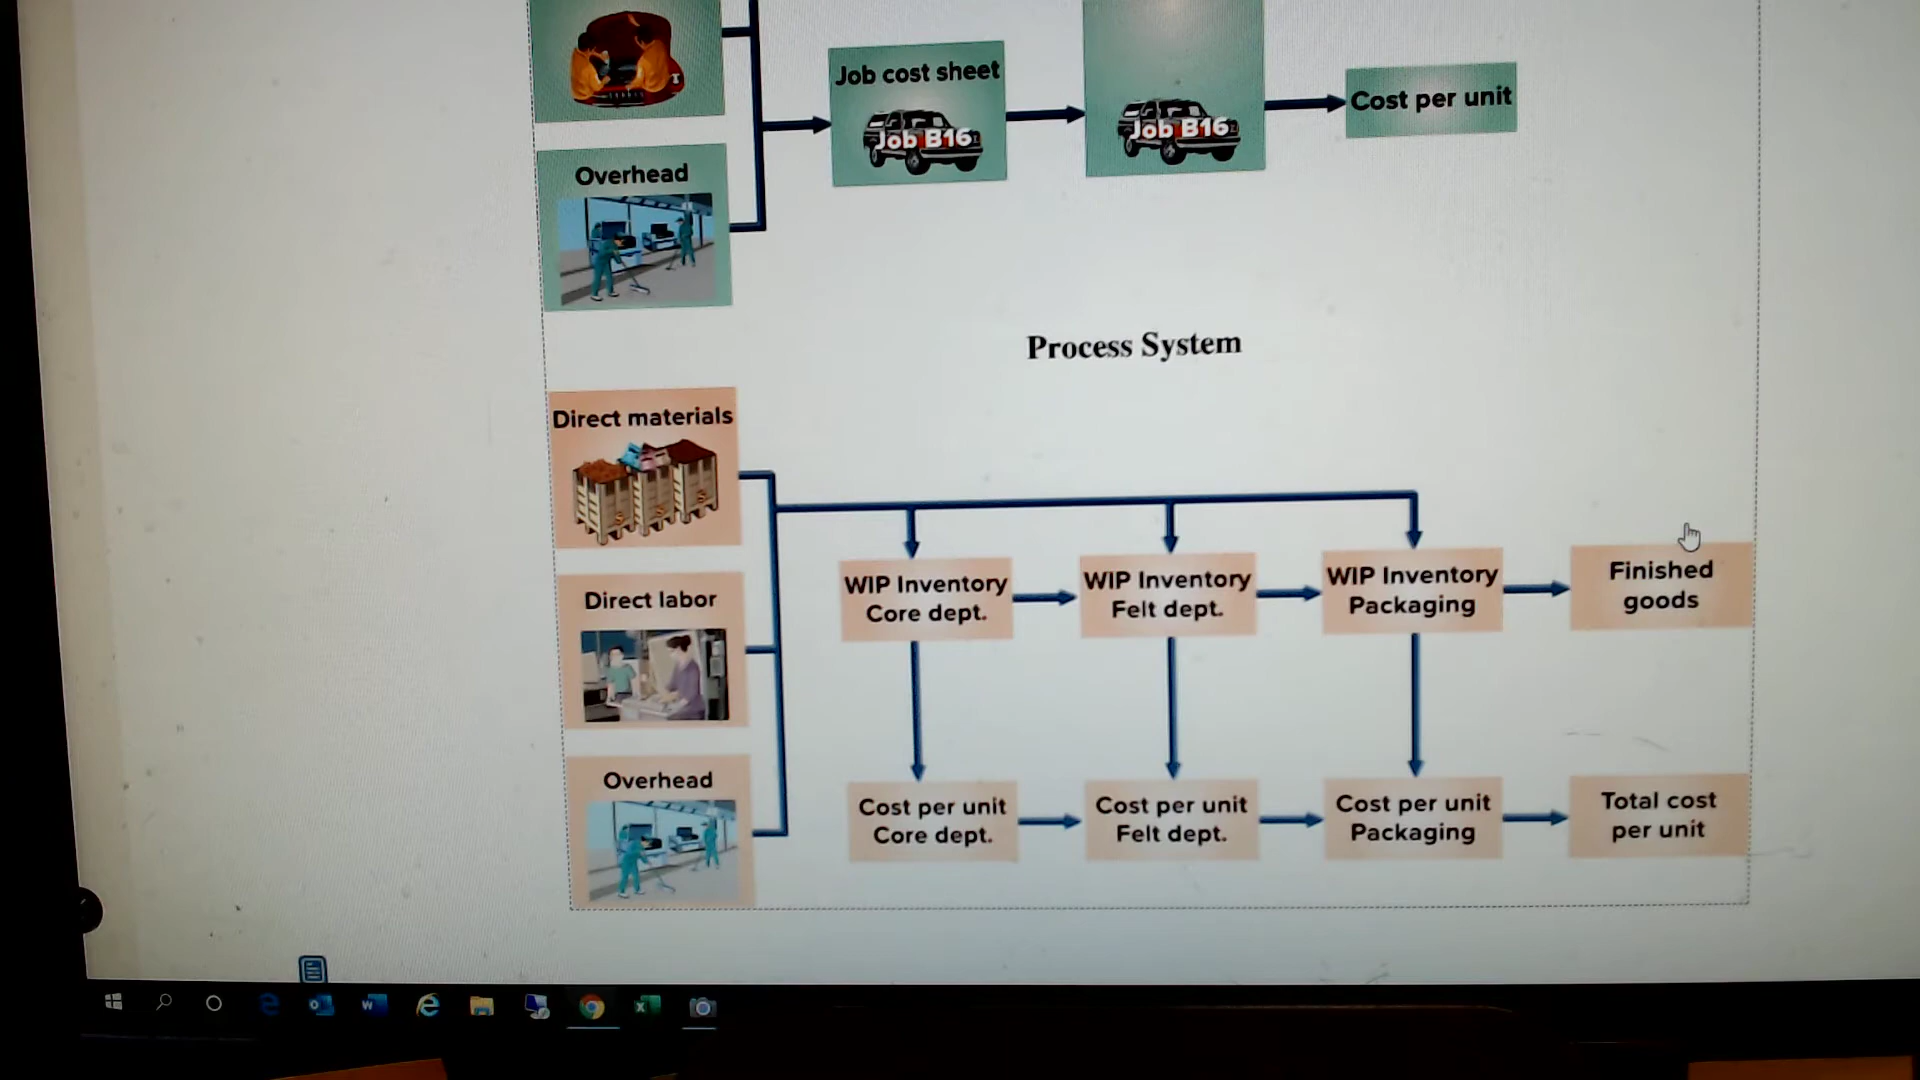 Job cost sheet
Job B16
Job B16
Cost per unit
Overhead
Process System
Direct materials
Direct labor
Overhead
WIP Inventory
Core dept.
WIP Inventory
Felt dept.
WIP Inventory
Packaging
Finished
goods
Cost per unit
Core dept.
Cost per unit
Felt dept.
Cost per unit
Packaging
Total cost
per unit